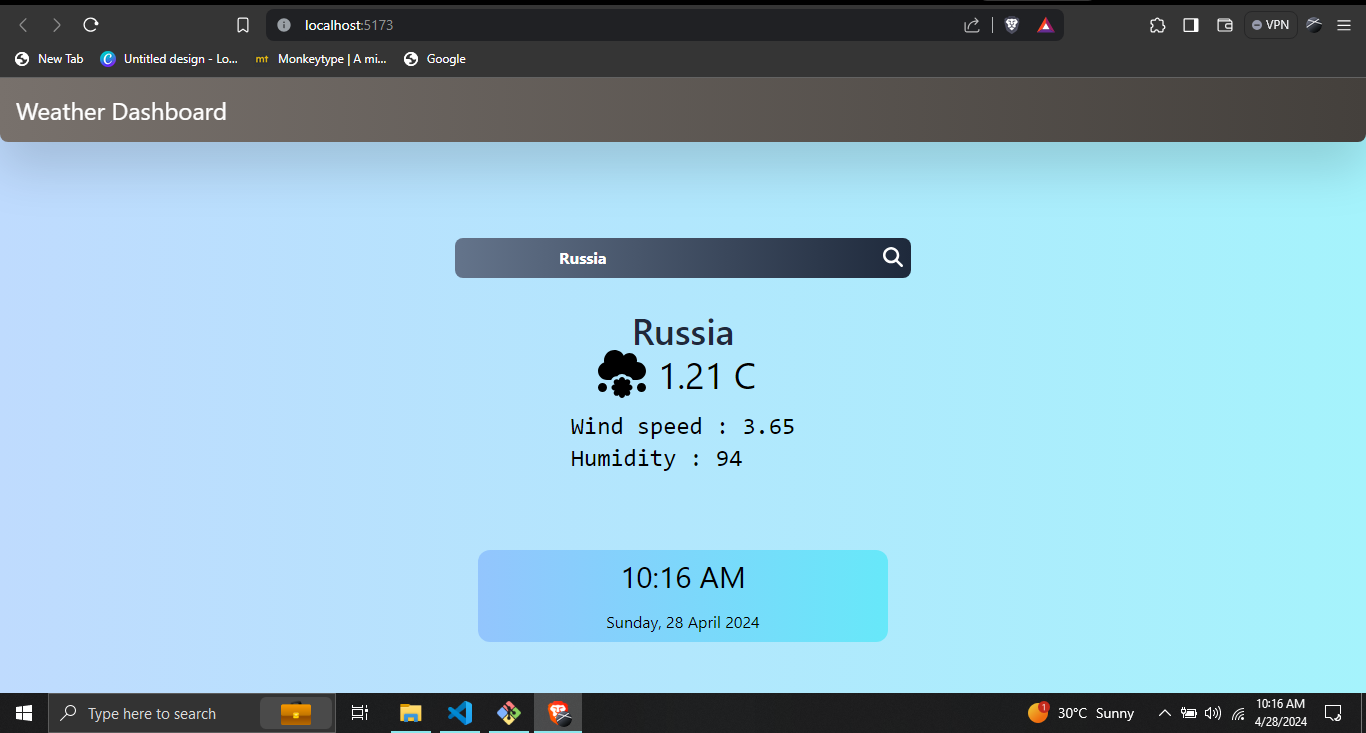 localhost:5173
VPN
New Tab
Untitled design - Lo...
mt
Monkeytype | A mi...
Google
Weather Dashboard
Russia
Russia
1.21 C
Wind speed : 3.65
Humidity : 94
10:16 AM
Sunday, 28 April 2024
Type here to search
1
30°C Sunny
10:16 AM
4/28/2024